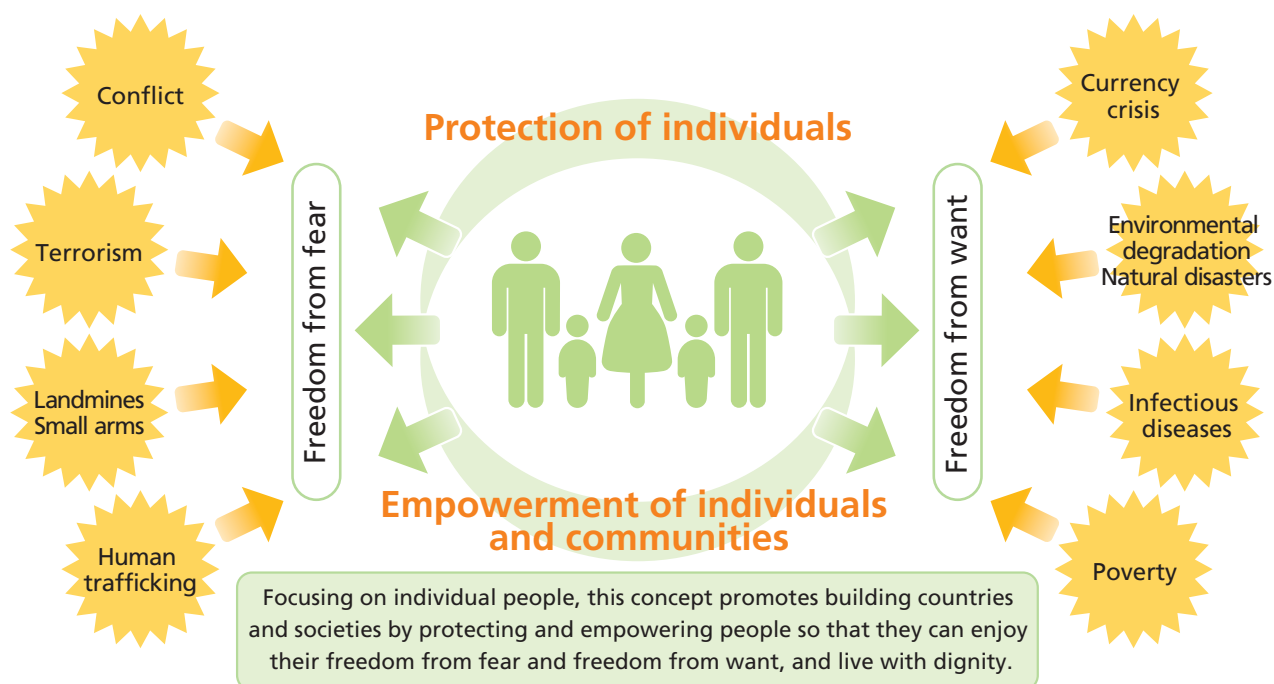 Conflict
Terrorism
Landmines
Small arms
Human
trafficking
Freedom from fear
Protection of individuals
Empowerment of individuals
and communities
Freedom from want
Currency
crisis
Environmental
degradation
Natural disasters
Infectious
diseases
Poverty
Focusing on individual people, this concept promotes building countries
and societies by protecting and empowering people so that they can enjoy
their freedom from fear and freedom from want, and live with dignity.